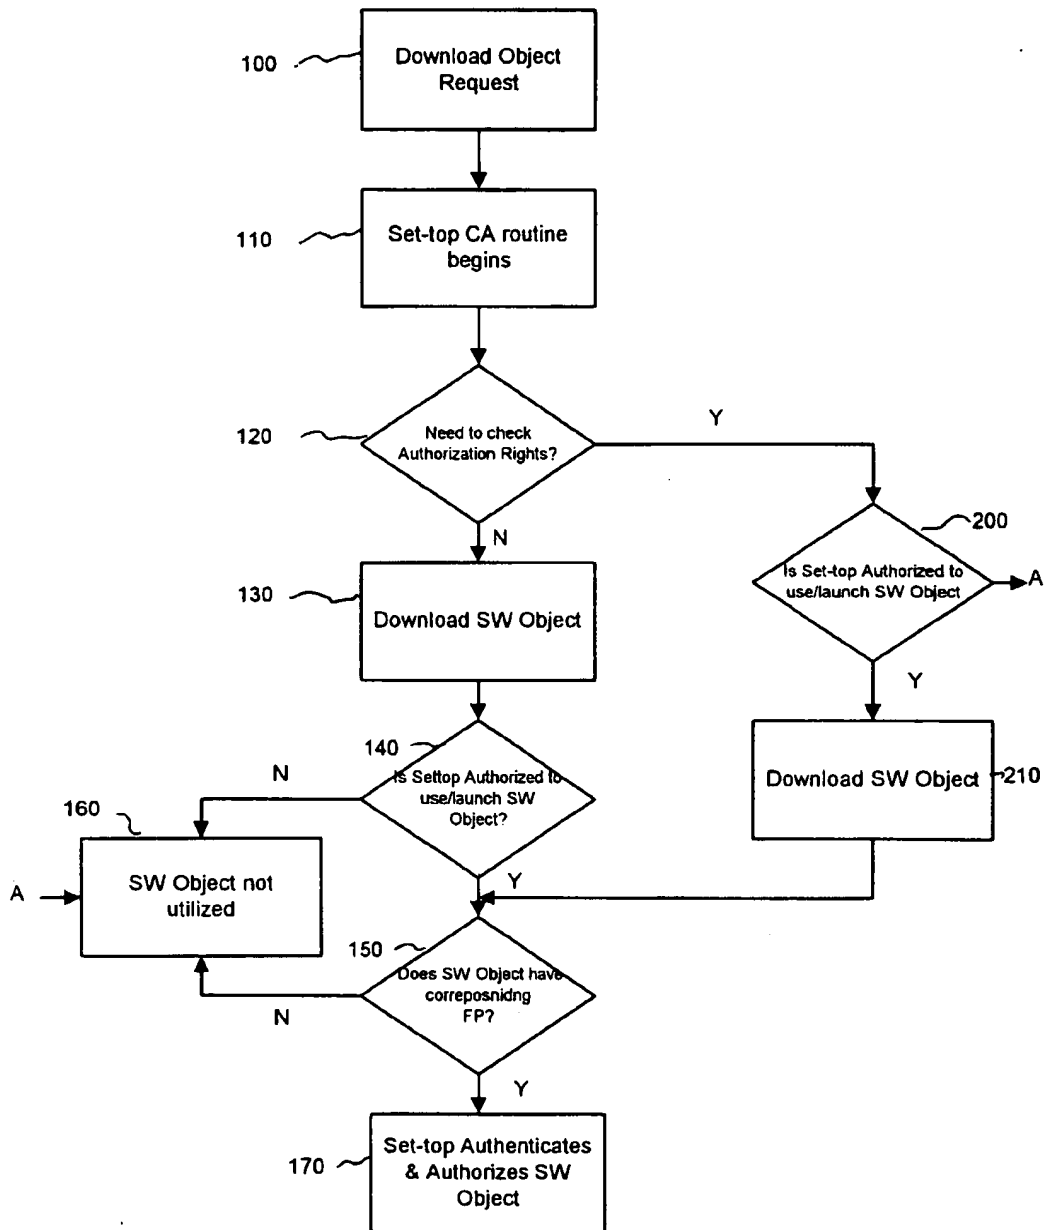 100
Download Object
Request
110
Set-top CA routine
begins
120
Need to check
Authorization Rights?
Y
N
200
Is Set-top Authorized to
use/launch SW Object
A
130
Download SW Object
Y
140
Is Settop Authorized to
use/launch SW
Object?
N
Download SW Object
210
160
SW Object not
utilized
A
Y
150
Does SW Object have
correposnidng
FP?
N
Y
170
Set-top Authenticates
& Authorizes SW
Object